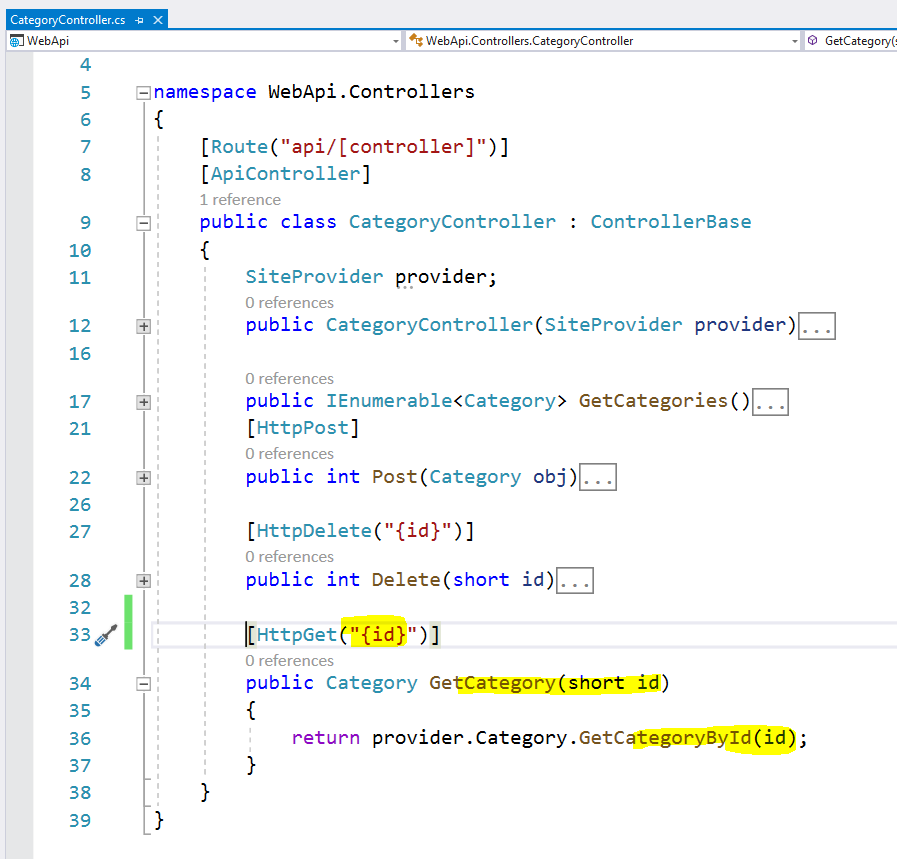 CategoryController.cs
WebApi WebApi.Controllers.CategoryController GetCategory(s
4
5 namespace WebApi.Controllers
6 {
7 [Route("api/[controller]")]
8 [ApiController]
1 reference
9 public class CategoryController : ControllerBase
10 {
11 SiteProvider provider;
0 references
12 public CategoryController(SiteProvider provider)...
16
0 references
17 public IEnumerable<Category> GetCategories()...
21 [HttpPost]
0 references
22 public int Post(Category obj)...
26
27 [HttpDelete("{id}")]
0 references
28 public int Delete(short id)...
32
33 [HttpGet("{id}")]
0 references
34 public Category GetCategory(short id)
35 {
36 return provider.Category.GetCategoryById(id);
37 }
38 }
39 }